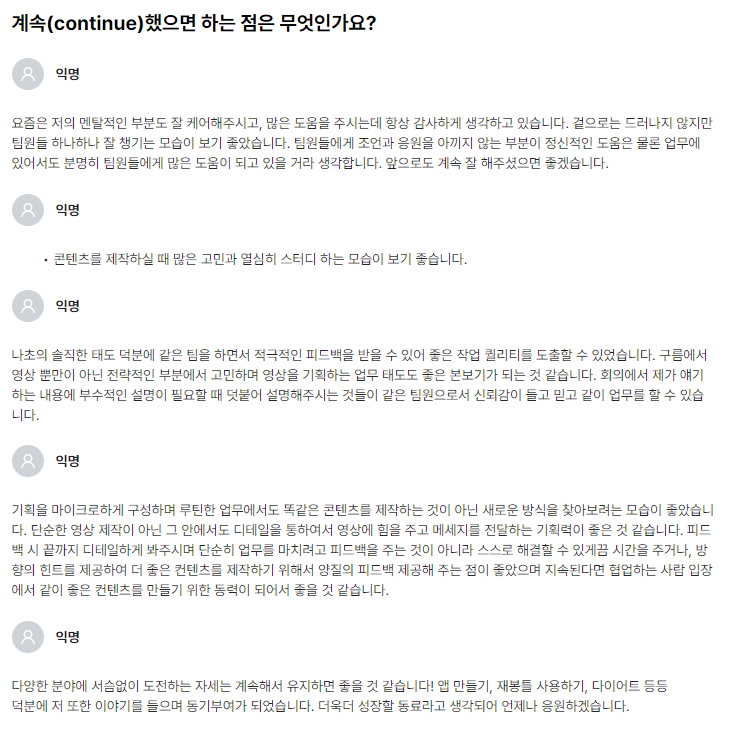 계속(continue)했으면 하는 점은 무엇인가요?
익명
요즘은 저의 멘탈적인 부분도 잘 케어해주시고, 많은 도움을 주시는데 항상 감사하게 생각하고 있습니다. 겉으로는 드러나지 않지만
팀원들 하나하나 잘 챙기는 모습이 보기 좋았습니다. 팀원들에게 조언과 응원을 아끼지 않는 부분이 정신적인 도움은 물론 업무에
있어서도 분명히 팀원들에게 많은 도움이 되고 있을 거라 생각합니다. 앞으로도 계속 잘 해주셨으면 좋겠습니다.
익명
• 콘텐츠를 제작하실 때 많은 고민과 열심히 스터디 하는 모습이 보기 좋습니다.
익명
나초의 솔직한 태도 덕분에 같은 팀을 하면서 적극적인 피드백을 받을 수 있어 좋은 작업 퀄리티를 도출할 수 있었습니다. 구름에서
영상 뿐만이 아닌 전략적인 부분에서 고민하며 영상을 기획하는 업무 태도도 좋은 본보기가 되는 것 같습니다. 회의에서 제가 얘기
하는 내용에 부수적인 설명이 필요할 때 덧붙어 설명해주시는 것들이 같은 팀원으로서 신뢰감이 들고 믿고 같이 업무를 할 수 있습
니다.
익명
기획을 마이크로하게 구성하며 루틴한 업무에서도 똑같은 콘텐츠를 제작하는 것이 아닌 새로운 방식을 찾아보려는 모습이 좋았습니
다. 단순한 영상 제작이 아닌 그 안에서도 디테일을 통하여서 영상에 힘을 주고 메세지를 전달하는 기획력이 좋은 것 같습니다. 피드
백 시 끝까지 디테일하게 봐주시며 단순히 업무를 마치려고 피드백을 주는 것이 아니라 스스로 해결할 수 있게끔 시간을 주거나, 방
향의 힌트를 제공하여 더 좋은 컨텐츠를 제작하기 위해서 양질의 피드백 제공해 주는 점이 좋았으며 지속된다면 협업하는 사람 입장
에서 같이 좋은 컨텐츠를 만들기 위한 동력이 되어서 좋을 것 같습니다.
익명
다양한 분야에 서슴없이 도전하는 자세는 계속해서 유지하면 좋을 것 같습니다! 앱 만들기, 재봉틀 사용하기, 다이어트 등등
덕분에 저 또한 이야기를 들으며 동기부여가 되었습니다. 더욱더 성장할 동료라고 생각되어 언제나 응원하겠습니다.